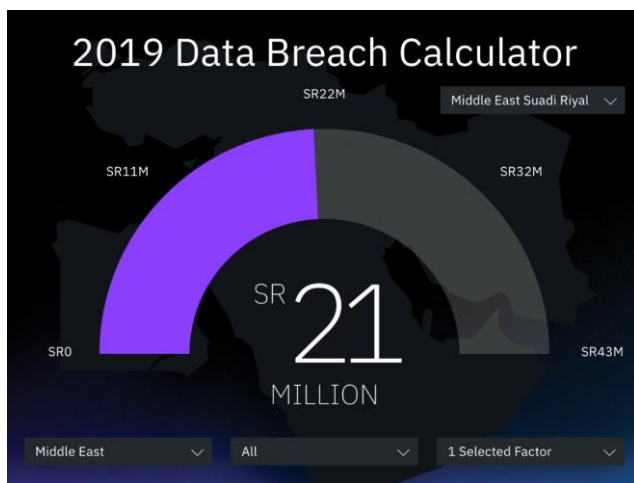 2019 Data Breach Calculator
SR22M
Middle East Suadi Riyal
SR11M
SR32M
SR 21
SR0
SR43M
MILLION
Middle East
All
1 Selected Factor